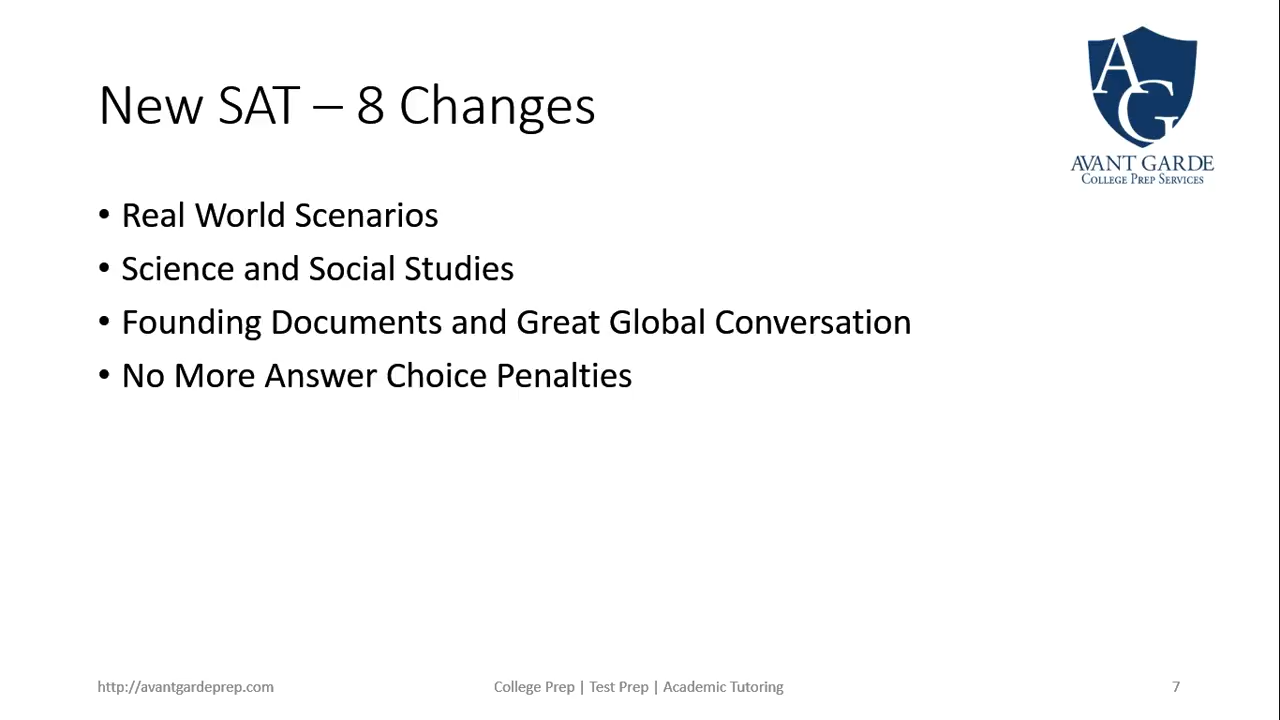 New SAT – 8 Changes
AG
AVANT GARDE
COLLEGE PREP SERVICES
• Real World Scenarios
• Science and Social Studies
• Founding Documents and Great Global Conversation
• No More Answer Choice Penalties
http://avantgardeprep.com
College Prep | Test Prep | Academic Tutoring
7